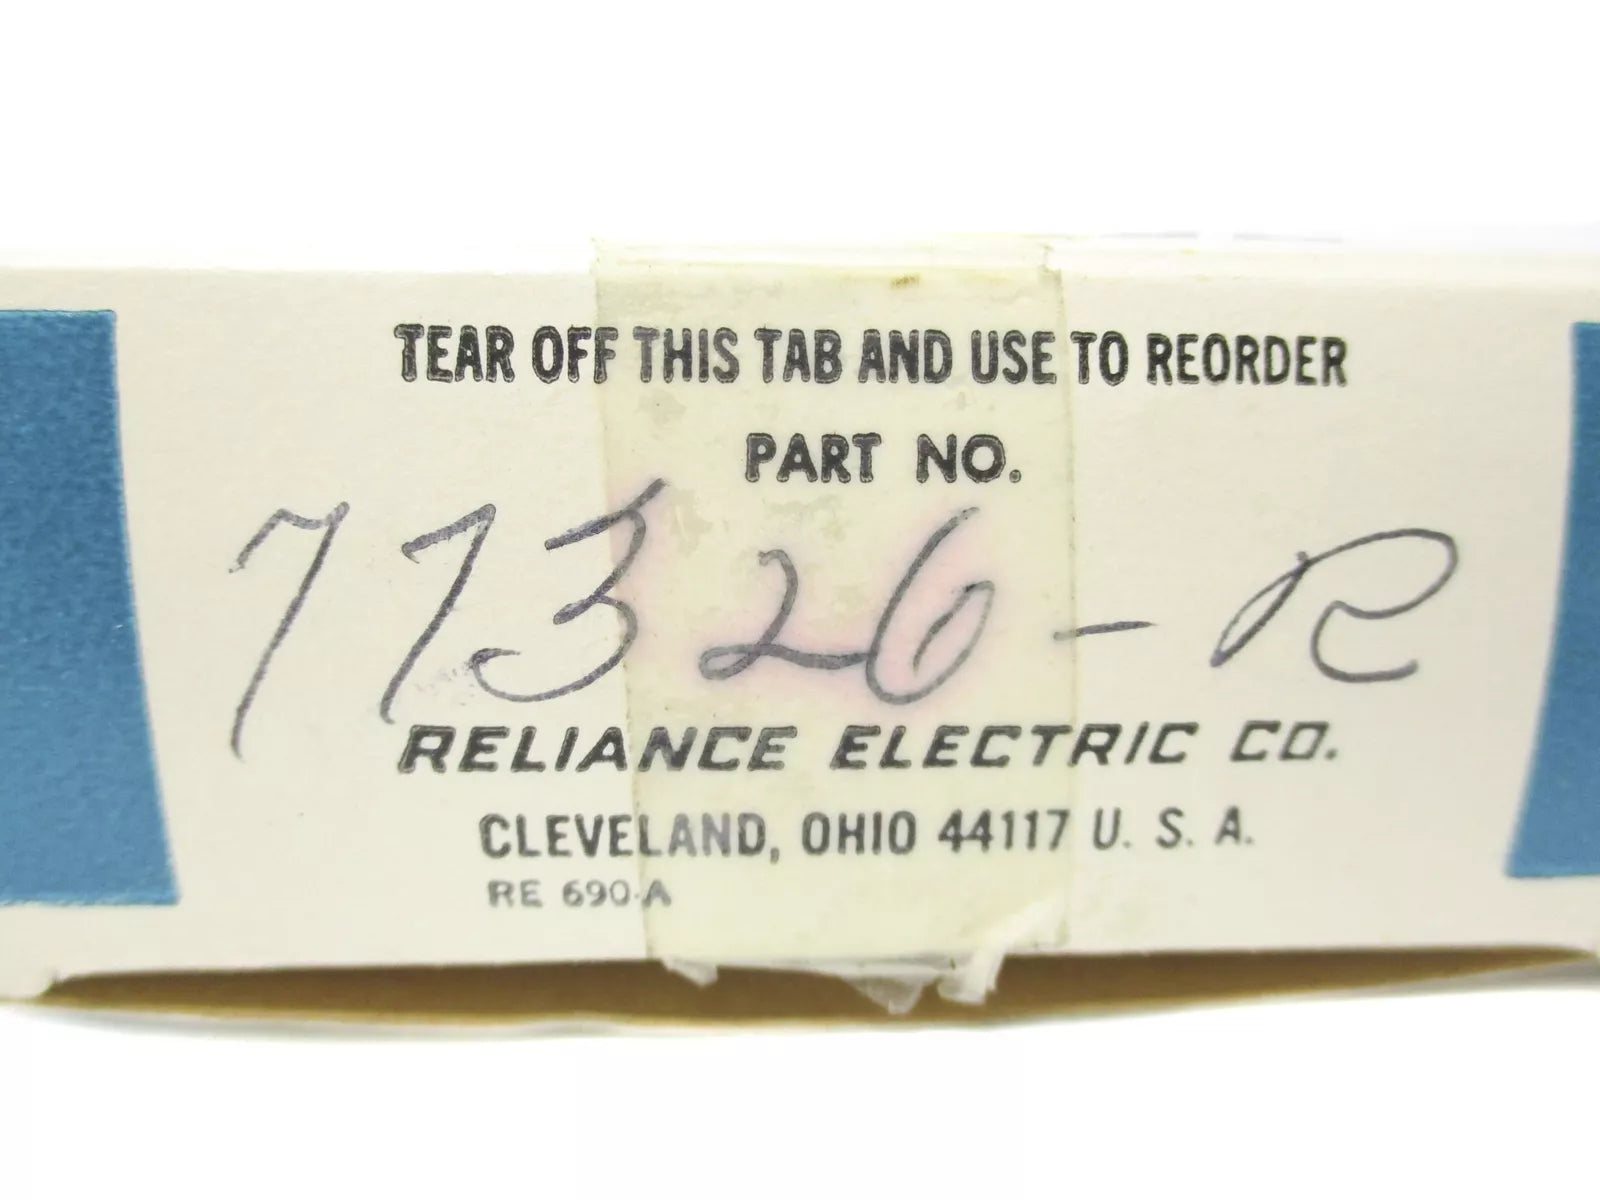 TEAR OFF THIS TAB AND USE TO REORDER
PART NO.
77326-R
RELIANCE ELECTRIC CO.
CLEVELAND, OHIO 44117 U. S. A.
RE 690-A